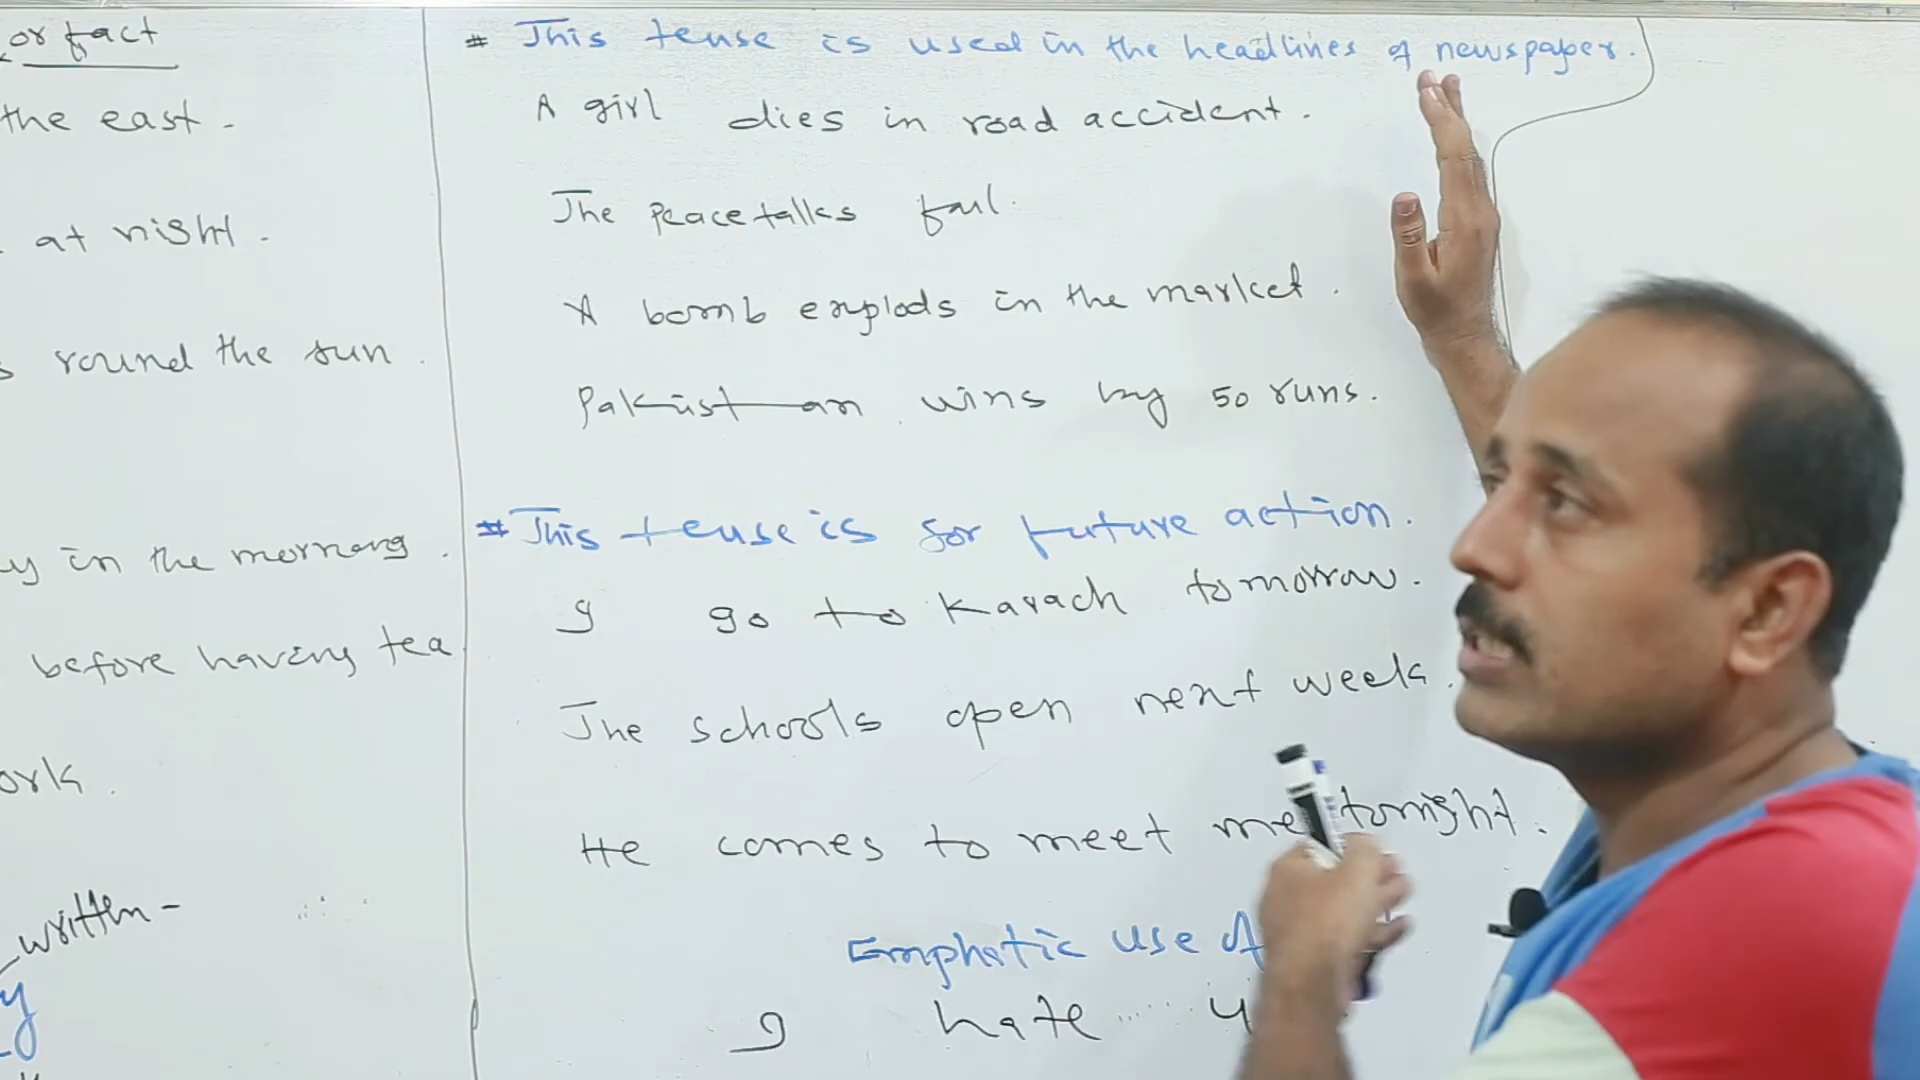 or fact
the east.
at night.
round the sun.
in the morning.
before having tea
written-
# This tense is used in the headlines of newspaper.
A girl dies in road accident.
The Peace talks fail.
A bomb explods in the market.
Pakistan wins by 50 runs.
# This tense is for future action.
I go to Karach tomorrow.
The schools open next week.
He comes to meet me tonight.
Emphatic use of
I hate